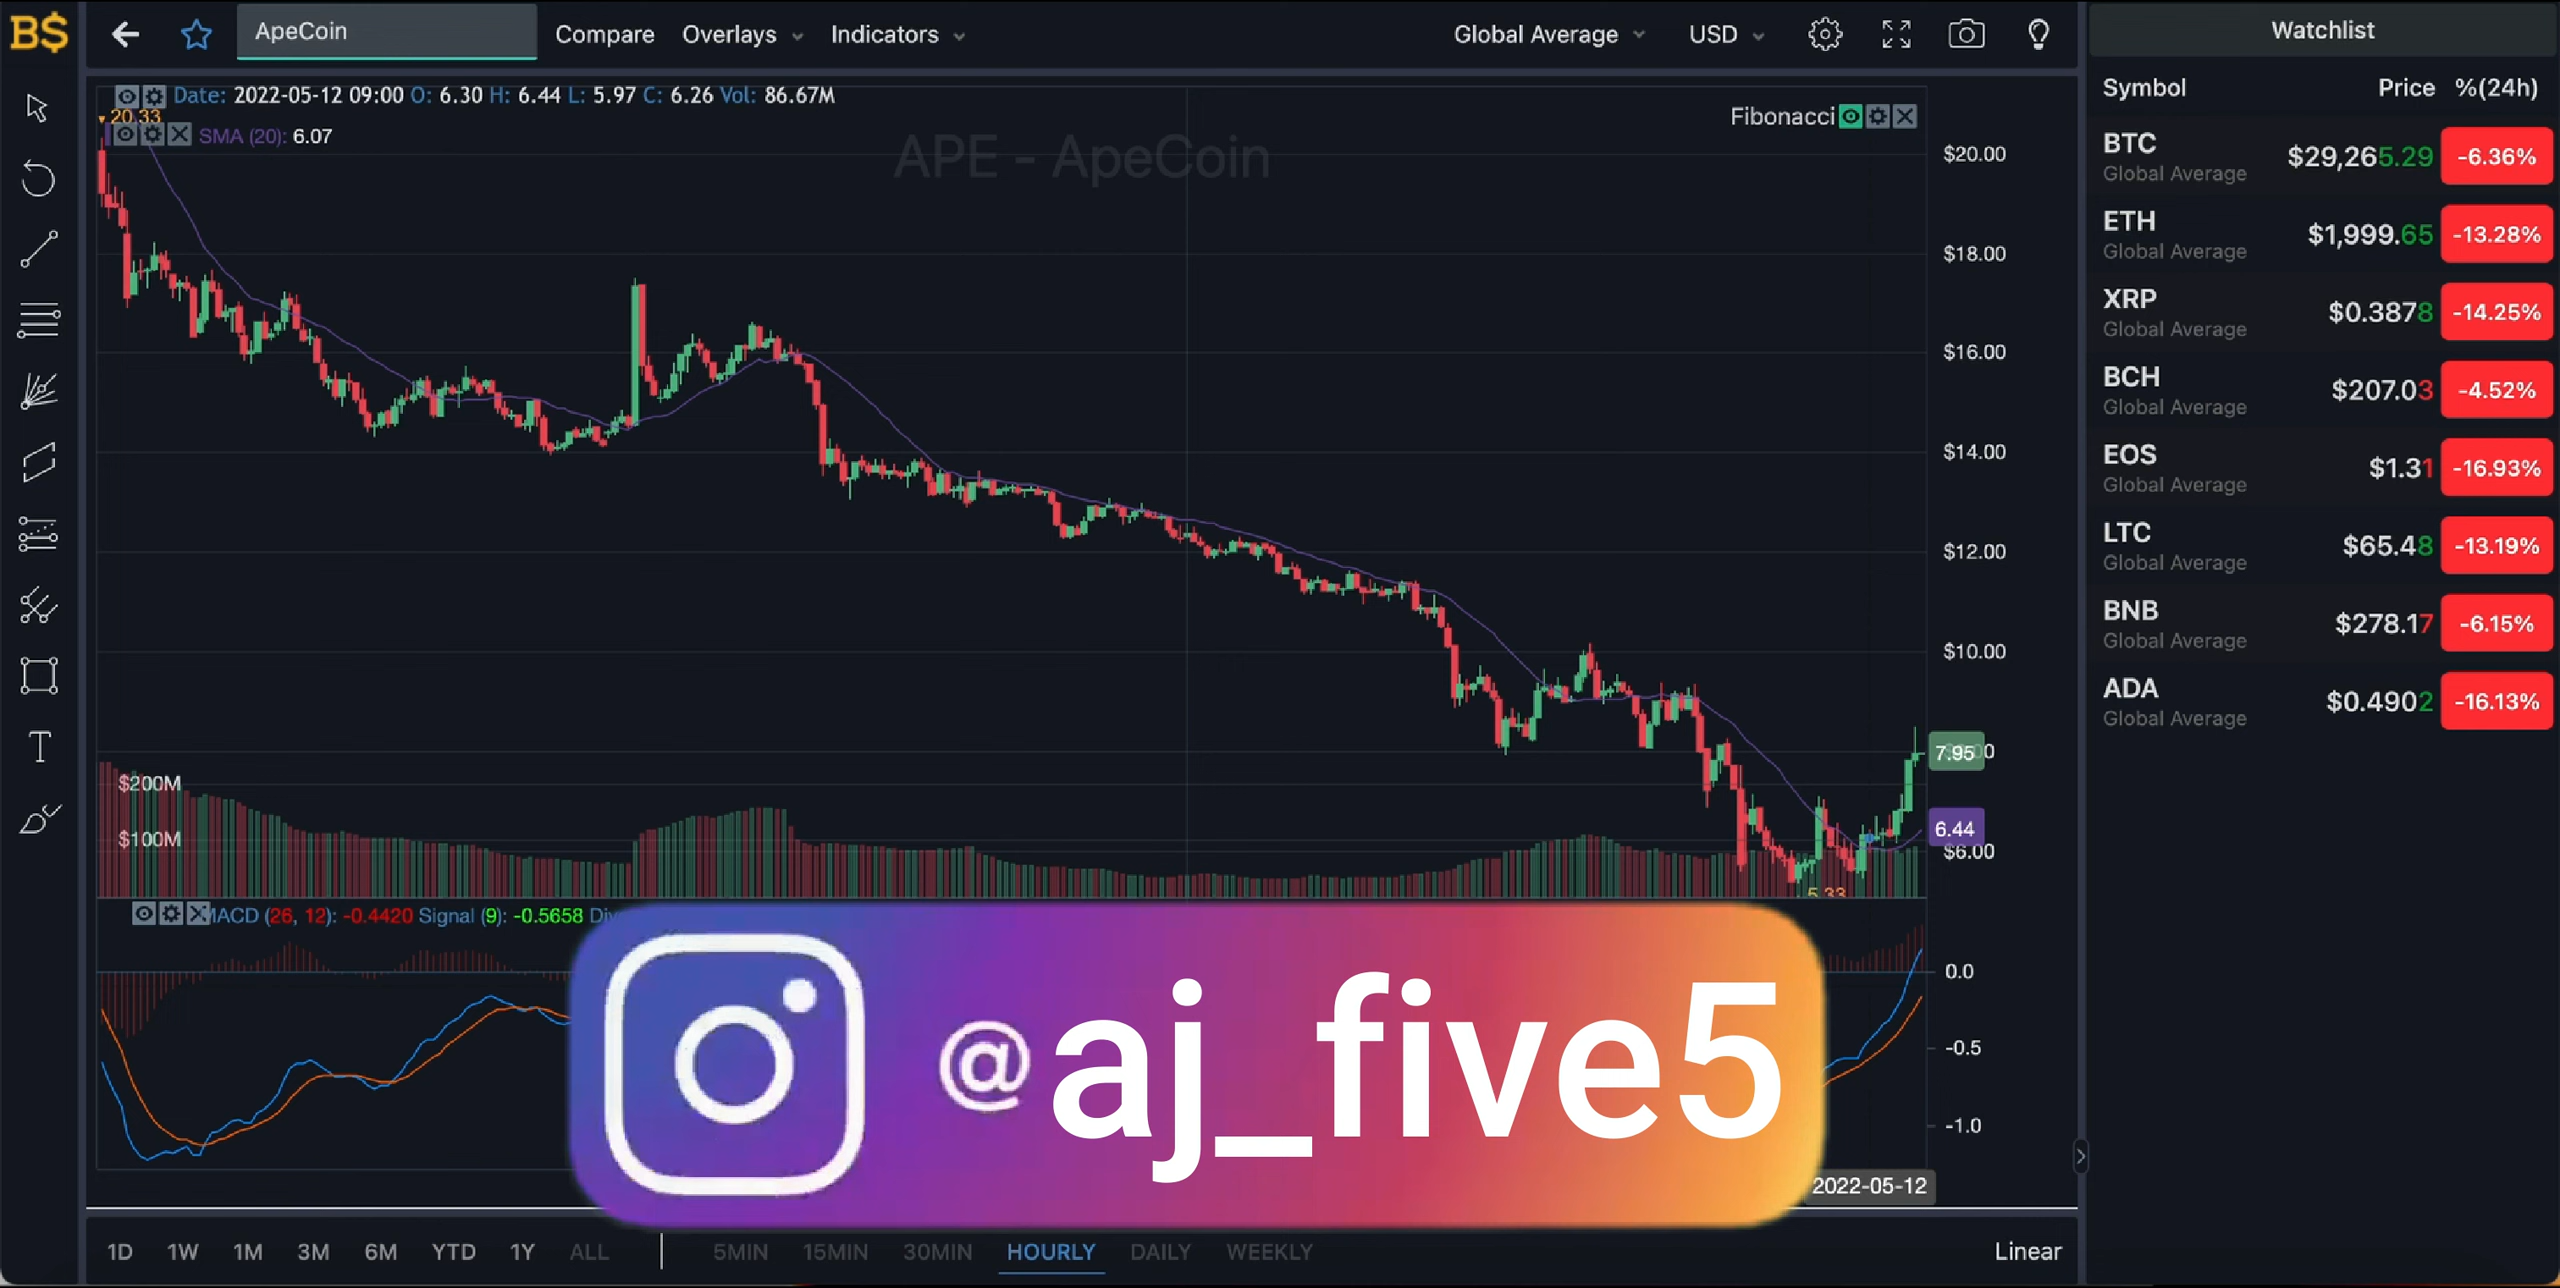 B$
ApeCoin
Compare
Overlays
Indicators
Global Average
USD
Date: 2022-05-12 09:00 O: 6.30 H: 6.44 L: 5.97 C: 6.26 Vol: 86.67M
20.33
SMA (20): 6.07
Fibonacci
APE - ApeCoin
$20.00
$18.00
$16.00
$14.00
$12.00
$10.00
7.95
6.44
$6.00
$200M
$100M
5.33
MACD (26, 12): -0.4420 Signal (9): -0.5658
0.0
-0.5
-1.0
@aj_five5
2022-05-12
1D 1W 1M 3M 6M YTD 1Y ALL
5MIN 15MIN 30MIN HOURLY DAILY WEEKLY
Linear
Watchlist
Symbol Price %(24h)
BTC $29,265.29 -6.36%
Global Average
ETH $1,999.65 -13.28%
Global Average
XRP $0.3878 -14.25%
Global Average
BCH $207.03 -4.52%
Global Average
EOS $1.31 -16.93%
Global Average
LTC $65.48 -13.19%
Global Average
BNB $278.17 -6.15%
Global Average
ADA $0.4902 -16.13%
Global Average